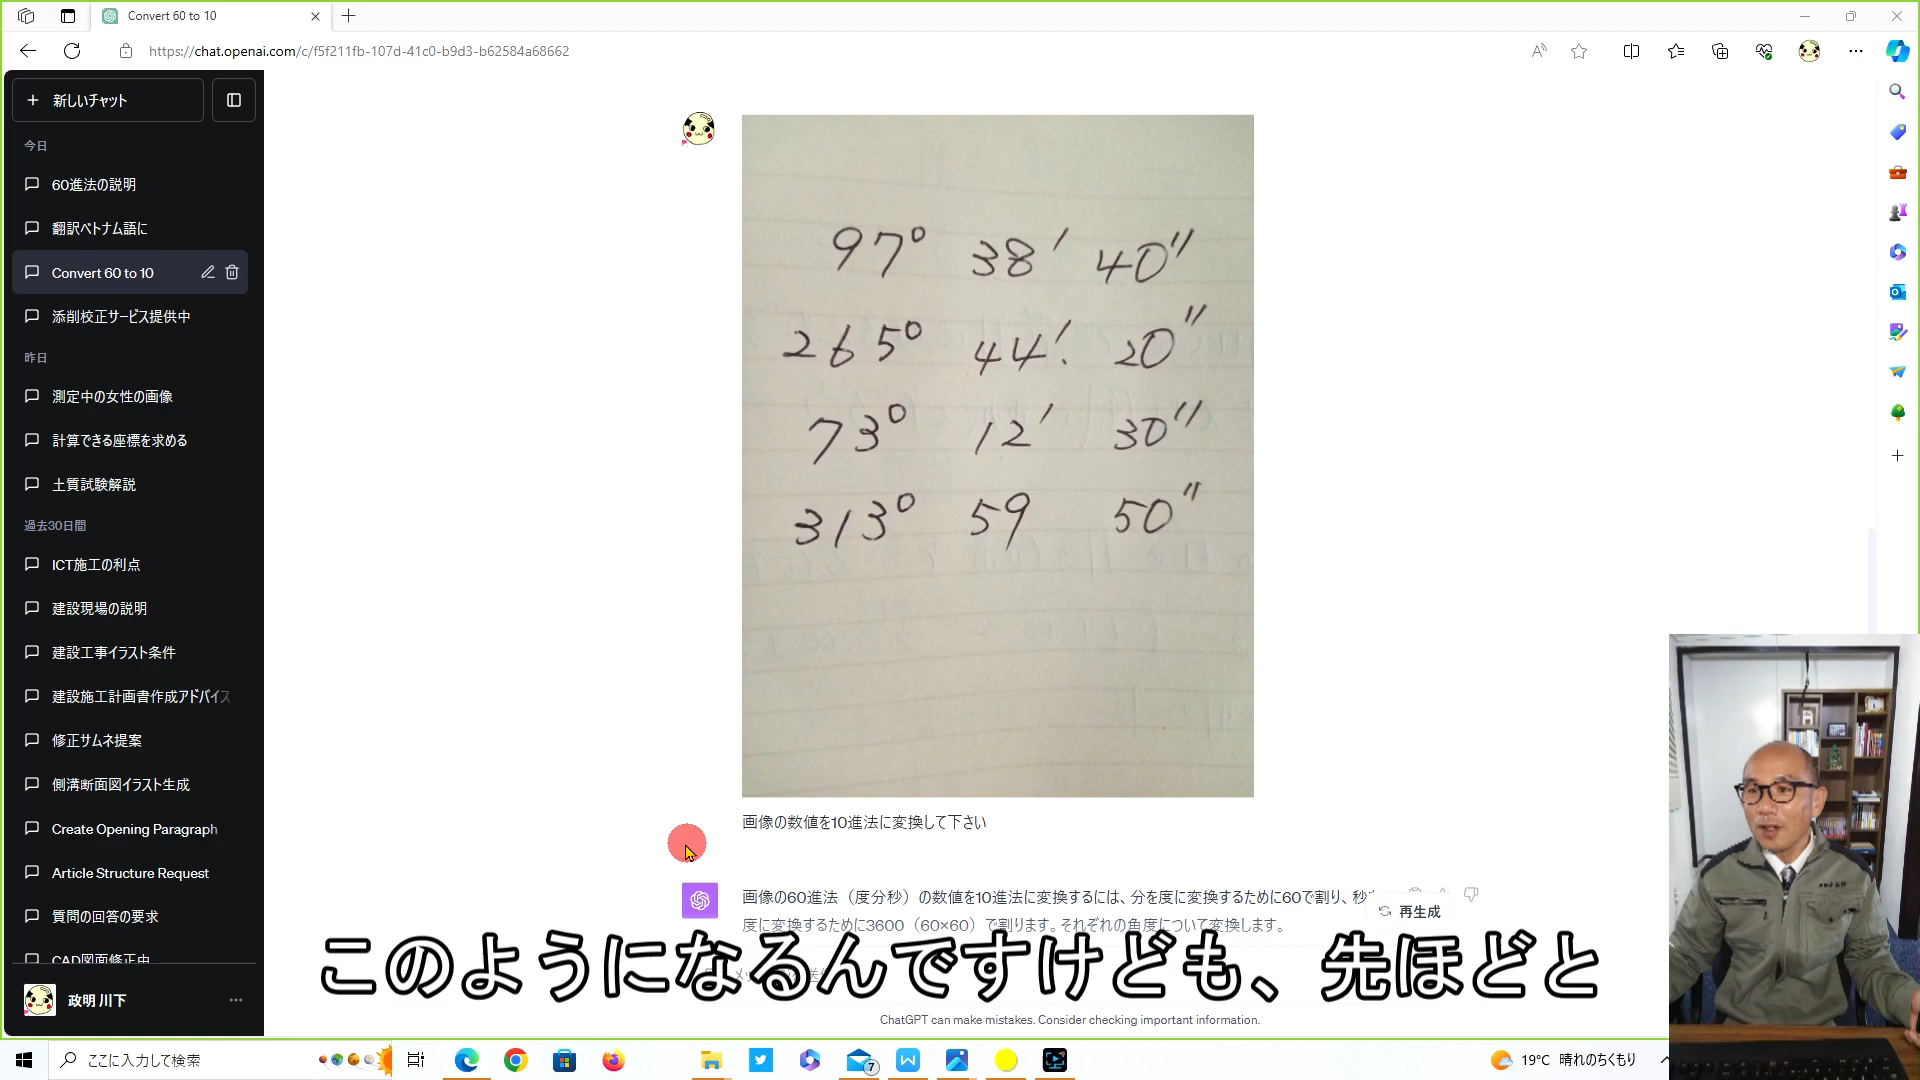 Convert 60 to 10
https://chat.openai.com/c/f5f211fb-107d-41c0-b9d3-b62584a68662
新しいチャット
今日
60進法の説明
翻訳ベトナム語に
Convert 60 to 10
添削校正サービス提供中
昨日
測定中の女性の画像
計算できる座標を求める
土質試験解説
過去30日間
ICT施工の利点
建設現場の説明
建設工事イラスト条件
建設施工計画書作成アドバイス
修正サムネ提案
側溝断面図イラスト生成
Create Opening Paragraph
Article Structure Request
質問の回答の要求
CAD図面修正中
政明 川下
97° 38′ 40″
265° 44′ 20″
73° 12′ 30″
313° 59 50″
画像の数値を10進法に変換して下さい
画像の60進法（度分秒）の数値を10進法に変換するには、分を度に変換するために60で割り、秒を
度に変換するために3600（60×60）で割ります。それぞれの角度について変換します。
再生成
このようになるんですけども、先ほどと
ChatGPT can make mistakes. Consider checking important information.
ここに入力して検索
7
19°C 晴れのちくもり